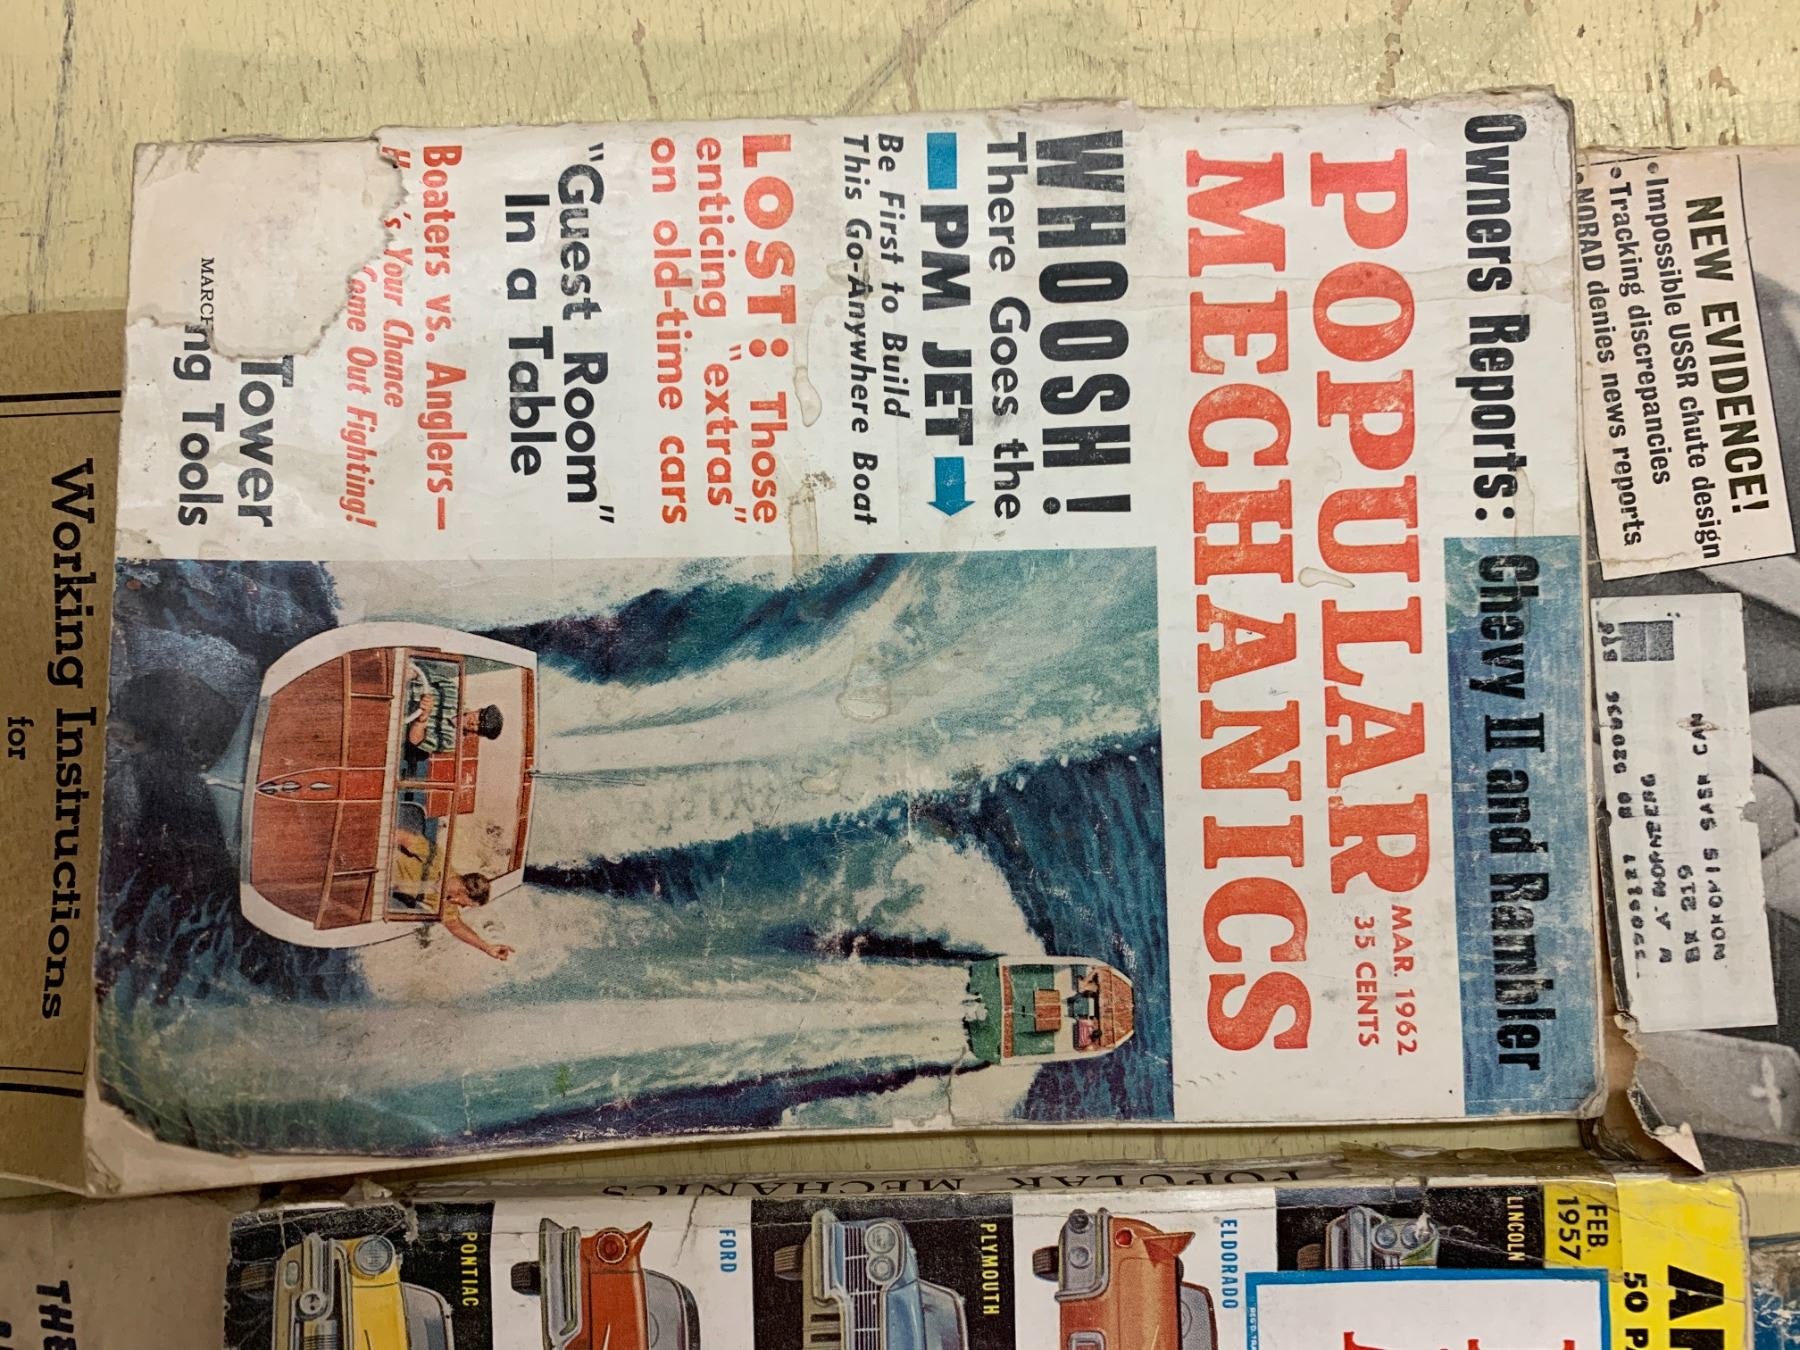 Owners Reports: Chevy II and Rambler
POPULAR
MECHANICS
MAR. 1962
35 CENTS
WHOOSH!
There Goes the
PM JET
Be First to Build
This Go-Anywhere Boat
LOST: Those
enticing "extras"
on old-time cars
"Guest Room"
In a Table
Boaters vs. Anglers—
's Your Chance
Come Out Fighting!
Tower
ng Tools
MARCH
NEW EVIDENCE!
• Impossible USSR chute design
• Tracking discrepancies
• NORAD denies news reports
Working Instructions
for
POPULAR MECHANICS
FEB.
1957
50
LINCOLN
ELDORADO
PLYMOUTH
FORD
PONTIAC
THE